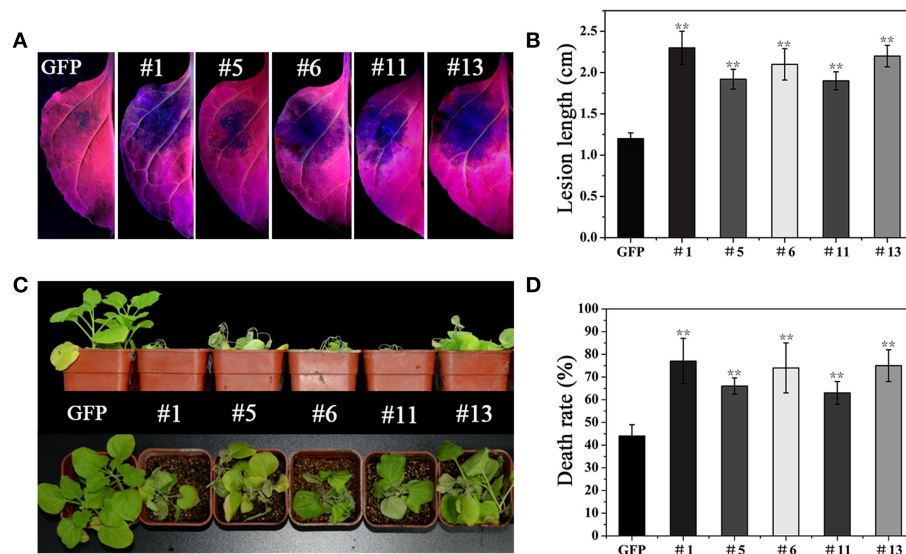 A
GFP #1 #5 #6 #11 #13
B
Lesion length (cm)
2.5
2.0
1.5
1.0
0.5
0.0
** ** ** ** **
GFP #1 #5 #6 #11 #13
C
GFP #1 #5 #6 #11 #13
D
Death rate (%)
100
90
80
70
60
50
40
30
20
10
0
** ** ** ** **
GFP #1 #5 #6 #11 #13